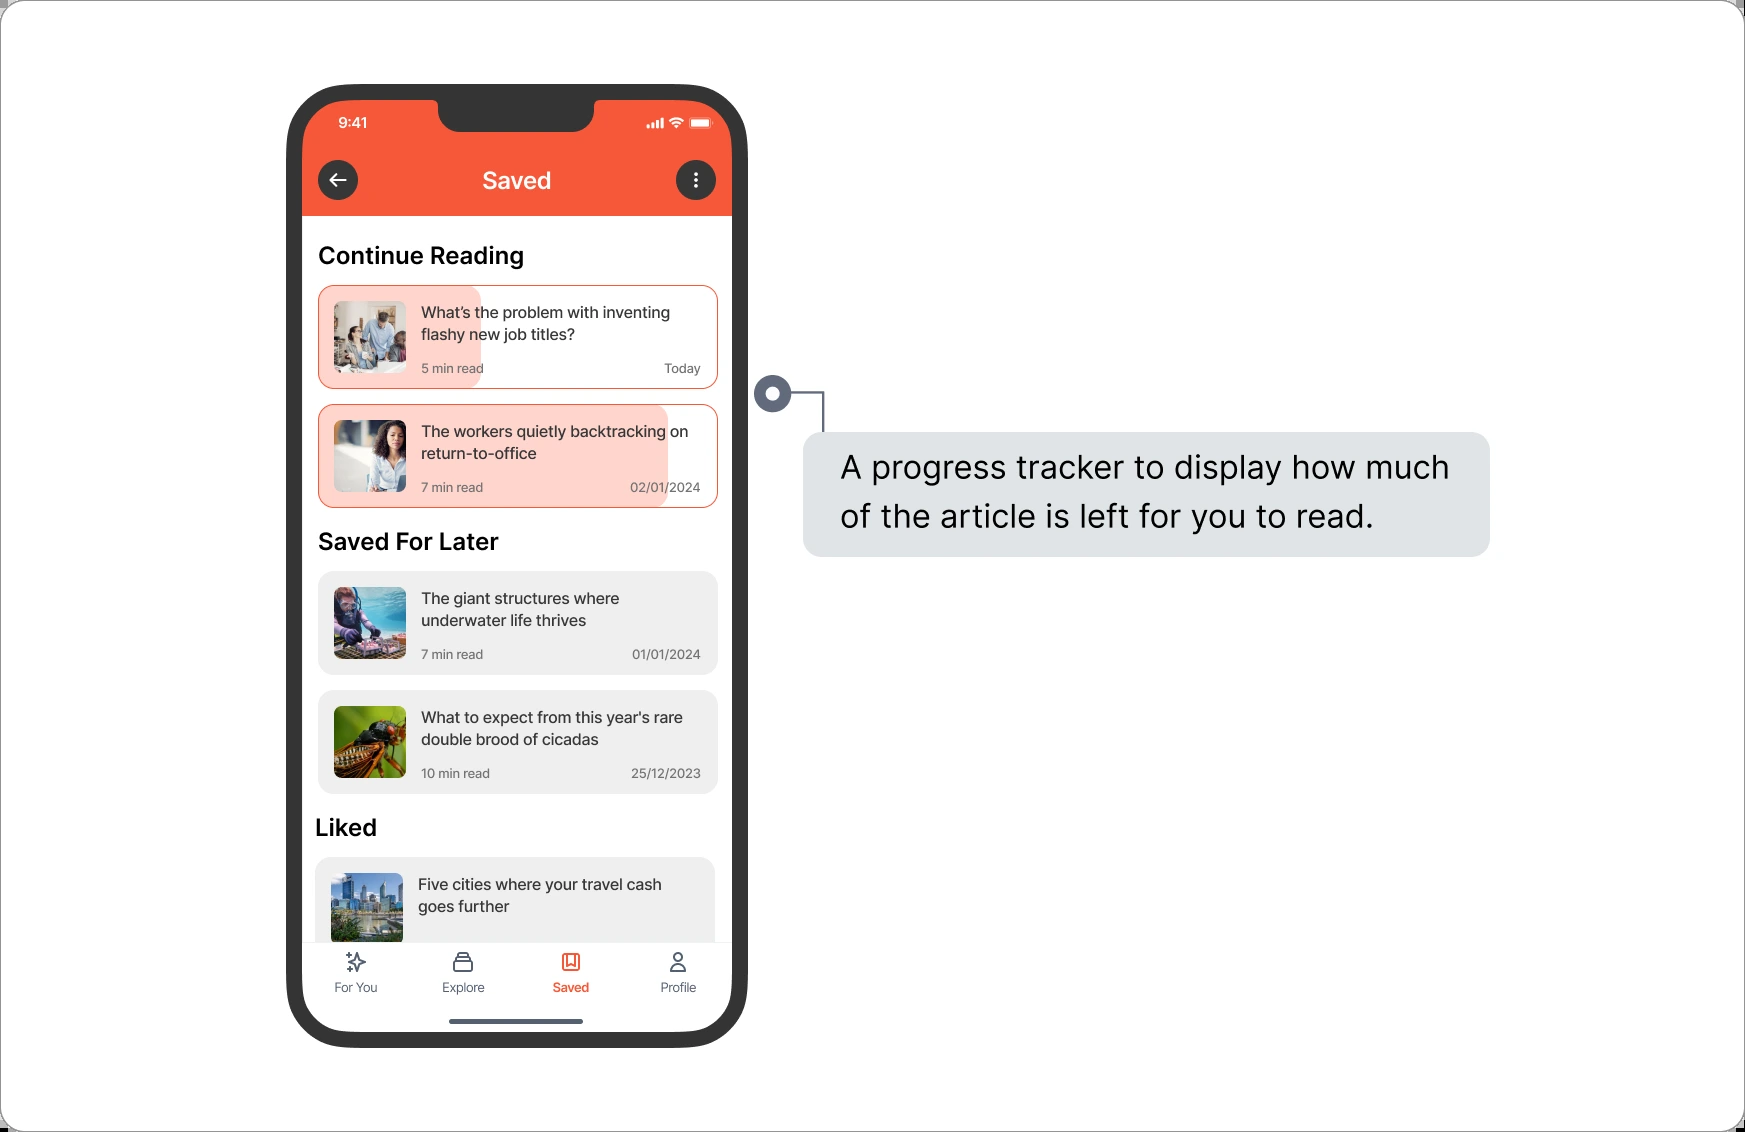 9:41
Saved
Continue Reading
What's the problem with inventing
flashy new job titles?
5 min read
Today
The workers quietly backtracking on
return-to-office
7 min read
02/01/2024
A progress tracker to display how much
of the article is left for you to read.
Saved For Later
The giant structures where
underwater life thrives
7 min read
01/01/2024
What to expect from this year's rare
double brood of cicadas
10 min read
25/12/2023
Liked
Five cities where your travel cash
goes further
For You
Explore
Saved
Profile